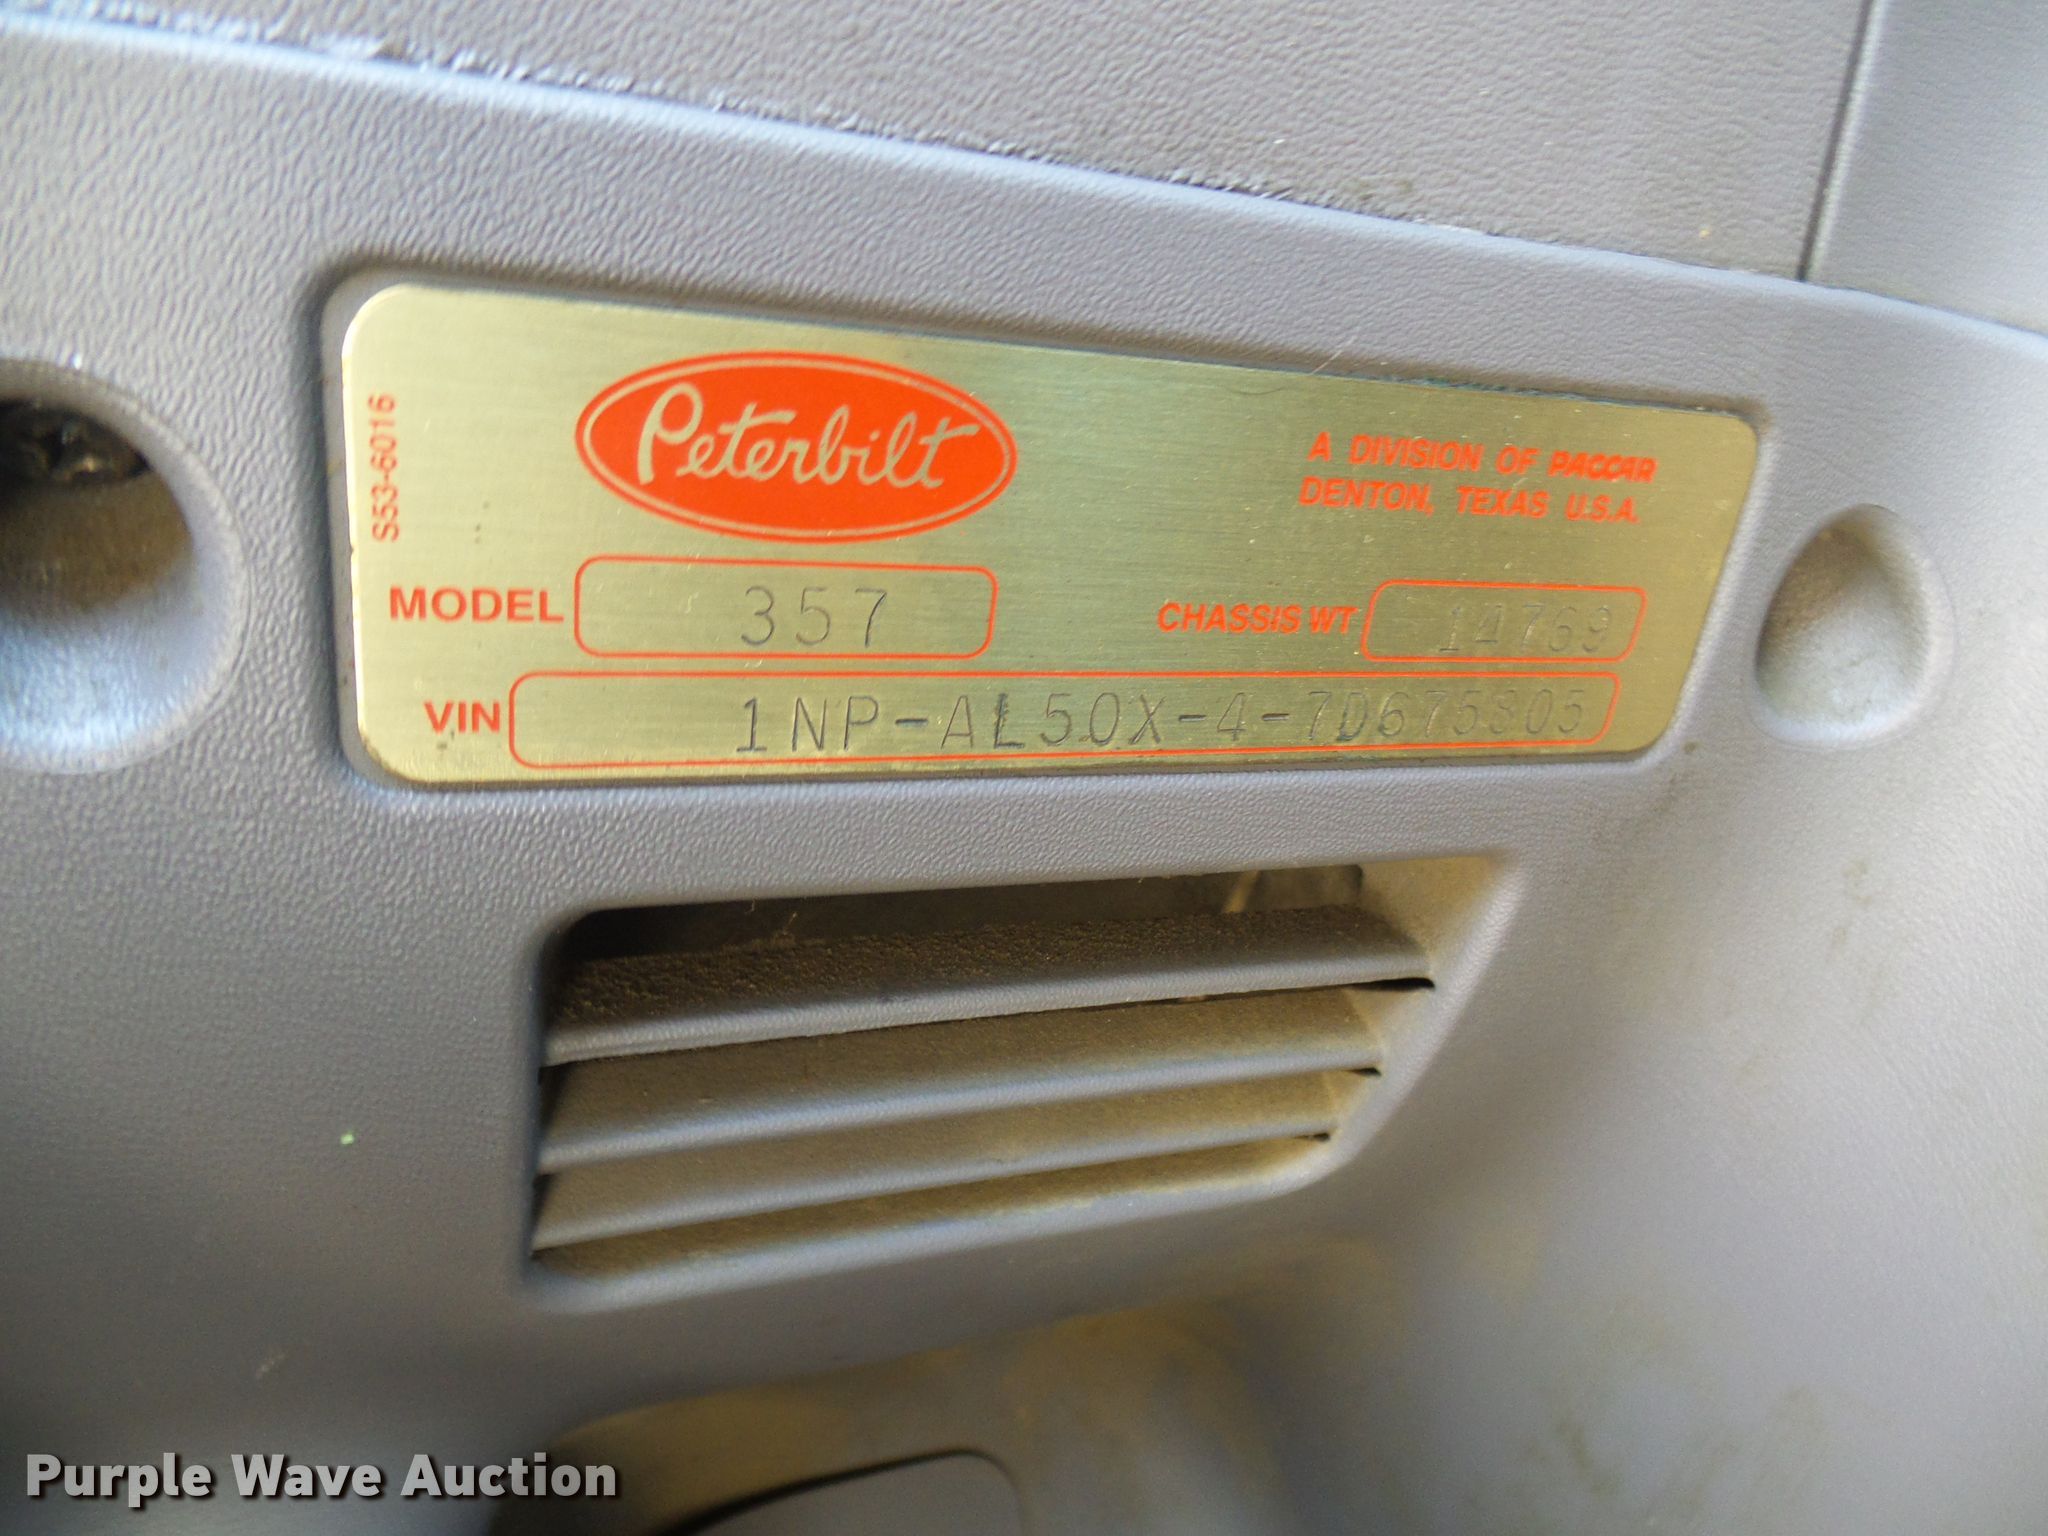 S53-6016
Peterbilt
A DIVISION OF PACCAR
DENTON, TEXAS U.S.A.
MODEL 357
CHASSIS WT 14769
VIN 1NP-AL50X-4-7D675805
Purple Wave Auction